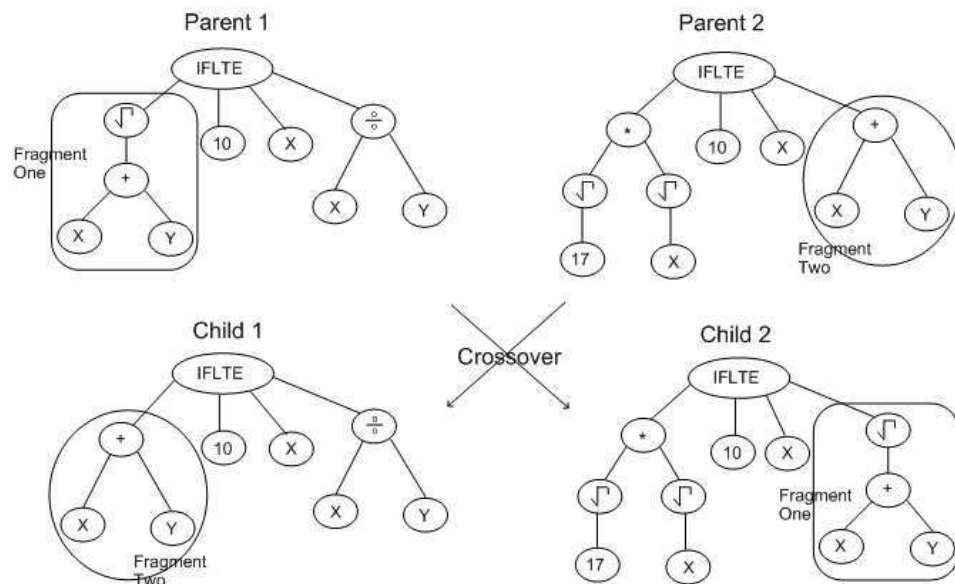 Parent 1
Parent 2
IFLTE
IFLTE
√
10
X
÷
*
10
X
+
Fragment
One
+
√
√
X
Y
X
Y
X
Y
17
X
Fragment
Two
Child 1
Crossover
Child 2
IFLTE
IFLTE
+
10
X
÷
*
10
X
√
X
Y
X
Y
√
√
Fragment
One
+
Fragment
Two
17
X
X
Y